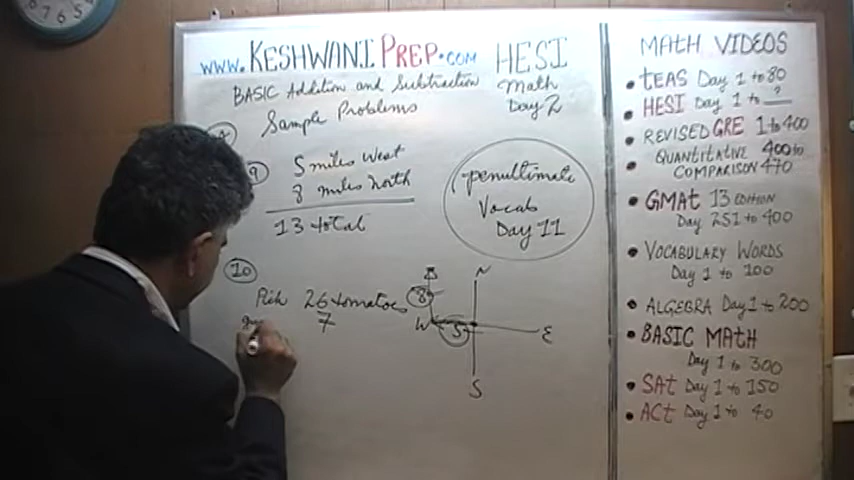 www.KESHWANIPREP.COM HESI
BASIC Addition and Subtraction Math
Sample Problems Day 2
9 5 miles West
8 miles North
13 total
(penultimate
Vocab
Day 11
10
Pick 26 tomatoes
7
N
8
W 5 E
S
MATH VIDEOS
• TEAS Day 1 to 80
• HESI Day 1 to ?
• REVISED GRE 1 to 400
• QUANTITATIVE 400 to
COMPARISON 470
• GMAT 13 EDITION
Day 251 to 400
• VOCABULARY WORDS
Day 1 to 100
• ALGEBRA Day 1 to 200
• BASIC MATH
Day 1 to 300
• SAT Day 1 to 150
• ACT Day 1 to 40
7 6 5